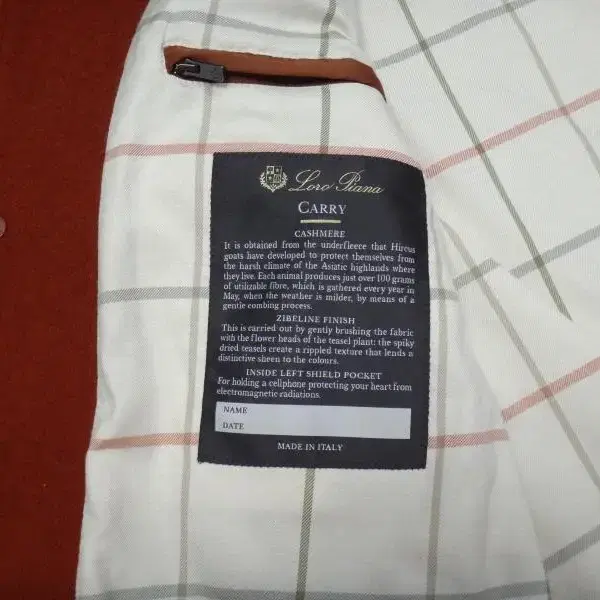 Loro Piana
CARRY
CASHMERE
It is obtained from the underfleece that Hircus
goats have developed to protect themselves from
the harsh climate of the Asiatic highlands where
they live. Each animal produces just over 100 grams
of utilizable fibre, which is gathered every year in
May, when the weather is milder, by means of a
gentle combing process.
ZIBELINE FINISH
This is carried out by gently brushing the fabric
with the flower heads of the teasel plant: the spiky
dried teasels create a rippled texture that lends a
distinctive sheen to the colours.
INSIDE LEFT SHIELD POCKET
For holding a cellphone protecting your heart from
electromagnetic radiations.
NAME
DATE
MADE IN ITALY